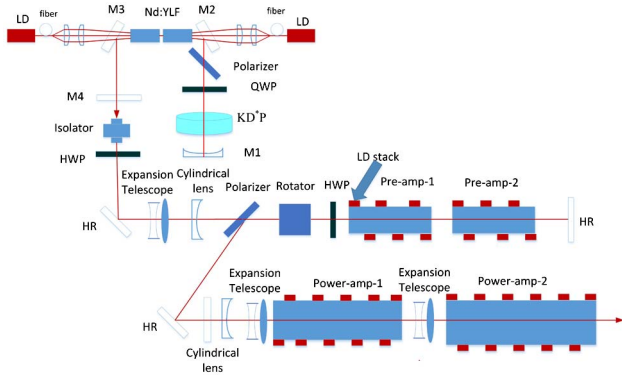 M3
Nd:YLF
M2
LD
fiber
fiber
LD
Polarizer
QWP
M4
KD*P
Isolator
M1
HWP
LD stack
Expansion
Telescope
Cylindrical
lens
Polarizer
Rotator
HWP
Pre-amp-1
Pre-amp-2
HR
HR
Expansion
Telescope
Power-amp-1
Expansion
Telescope
Power-amp-2
HR
Cylindrical
lens